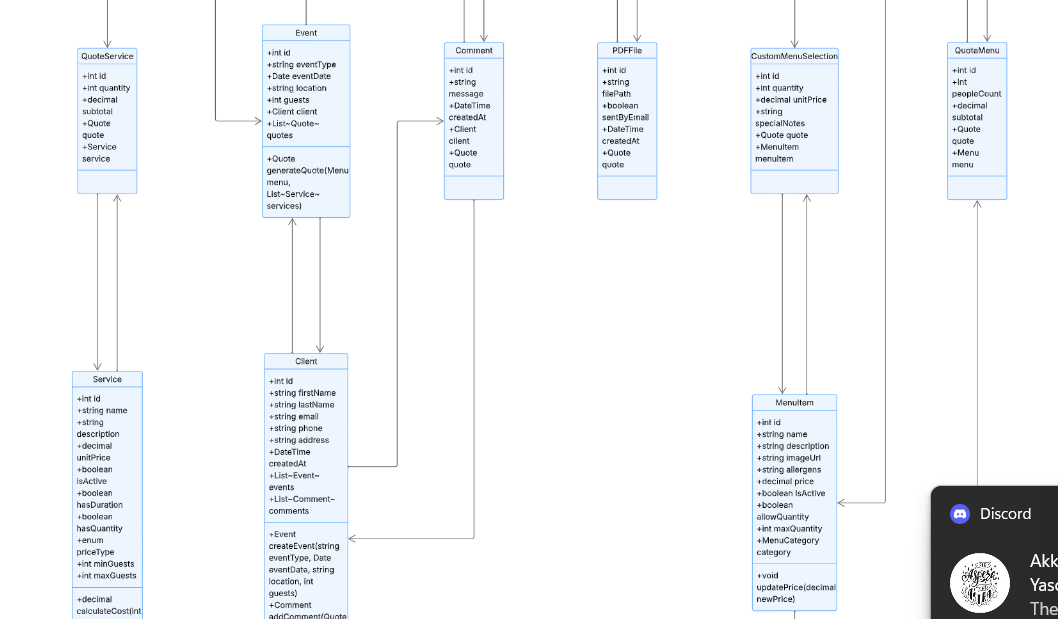 QuoteService
+int id
+int quantity
+decimal
subtotal
+Quote
quote
+Service
service
Event
+int id
+string eventType
+Date eventDate
+string location
+int guests
+Client client
+List~Quote~
quotes
+Quote
generateQuote(Menu
menu,
List~Service~
services)
Comment
+int id
+string
message
+DateTime
createdAt
+Client
client
+Quote
quote
PDFFile
+int id
+string
filePath
+boolean
sentByEmail
+DateTime
createdAt
+Quote
quote
CustomMenuSelection
+int id
+int quantity
+decimal unitPrice
+string
specialNotes
+Quote quote
+MenuItem
menuItem
QuoteMenu
+int id
+int
peopleCount
+decimal
subtotal
+Quote
quote
+Menu
menu
Service
+int id
+string name
+string
description
+decimal
unitPrice
+boolean
isActive
+boolean
hasDuration
+boolean
hasQuantity
+enum
priceType
+int minGuests
+int maxGuests
+decimal
calculateCost(int
Client
+int id
+string firstName
+string lastName
+string email
+string phone
+string address
+DateTime
createdAt
+List~Event~
events
+List~Comment~
comments
+Event
createEvent(string
eventType, Date
eventDate, string
location, int
guests)
+Comment
addComment(Quote
MenuItem
+int id
+string name
+string description
+string imageUrl
+string allergens
+decimal price
+boolean isActive
+boolean
allowQuantity
+int maxQuantity
+MenuCategory
category
+void
updatePrice(decimal
newPrice)
Discord
Akk
Yaso
The